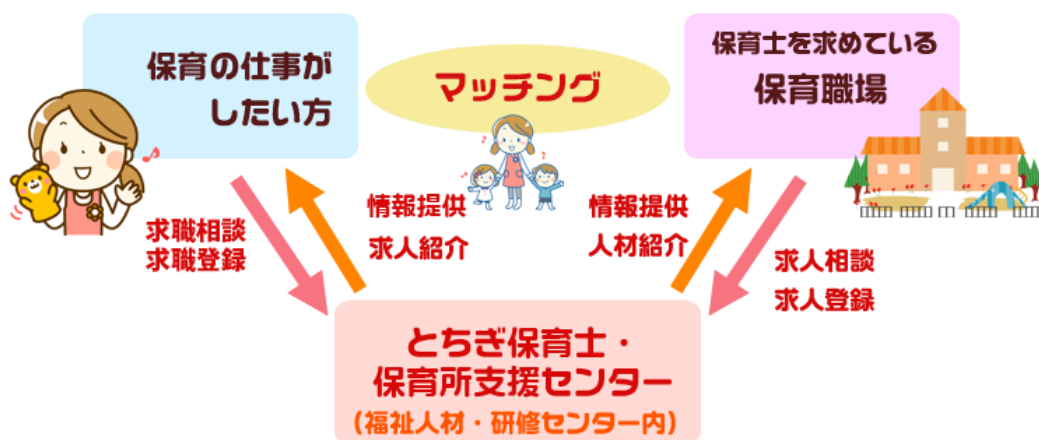 保育の仕事が
したい方
マッチング
保育士を求めている
保育職場
求職相談
求職登録
情報提供
求人紹介
情報提供
人材紹介
求人相談
求人登録
とちぎ保育士・
保育所支援センター
（福祉人材・研修センター内）